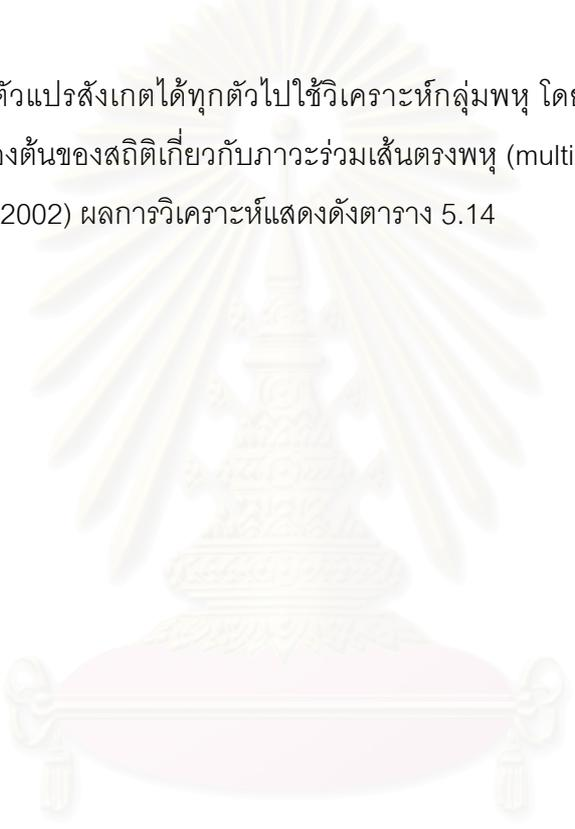 ตัวแปรสังเกตได้ทุกตัวไปใช้วิเคราะห์กลุ่มพหุ โดย
องต้นของสถิติเกี่ยวกับภาวะร่วมเส้นตรงพหุ (multi
2002) ผลการวิเคราะห์แสดงดังตาราง 5.14